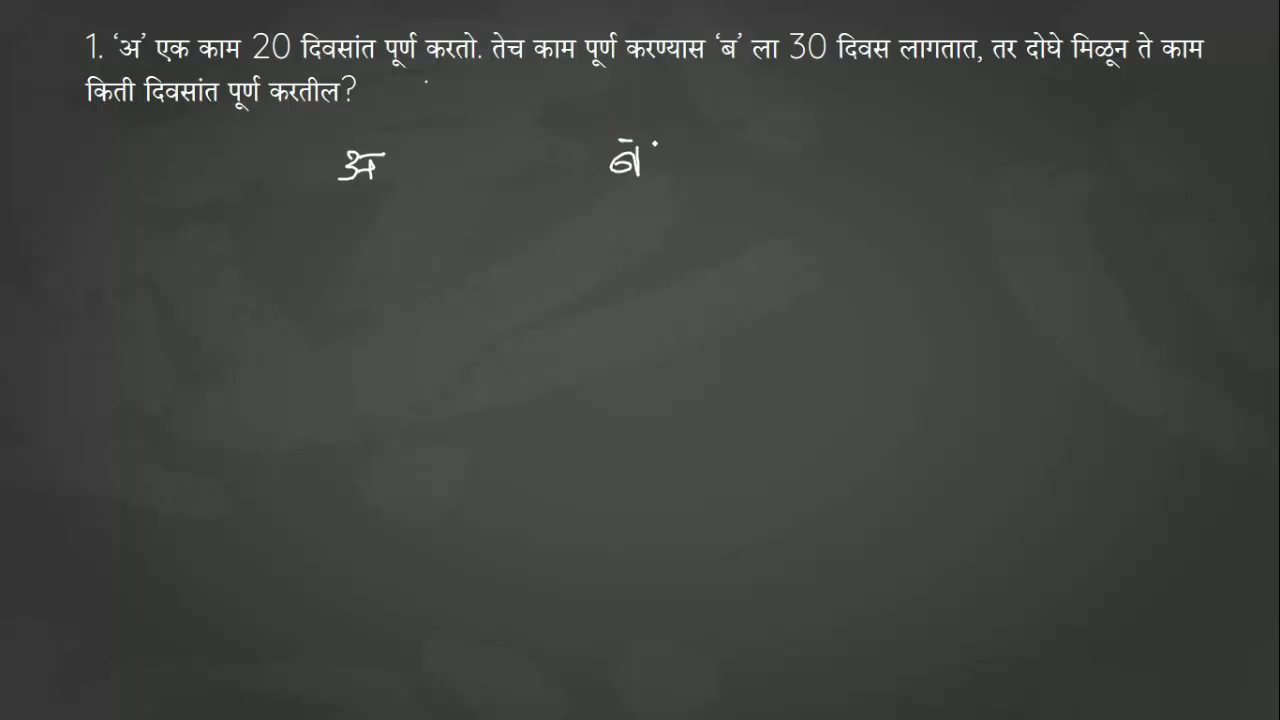 1. ‘अ’ एक काम 20 दिवसांत पूर्ण करतो. तेच काम पूर्ण करण्यास ‘ब’ ला 30 दिवस लागतात, तर दोघे मिळून ते काम
किती दिवसांत पूर्ण करतील?
अ ब